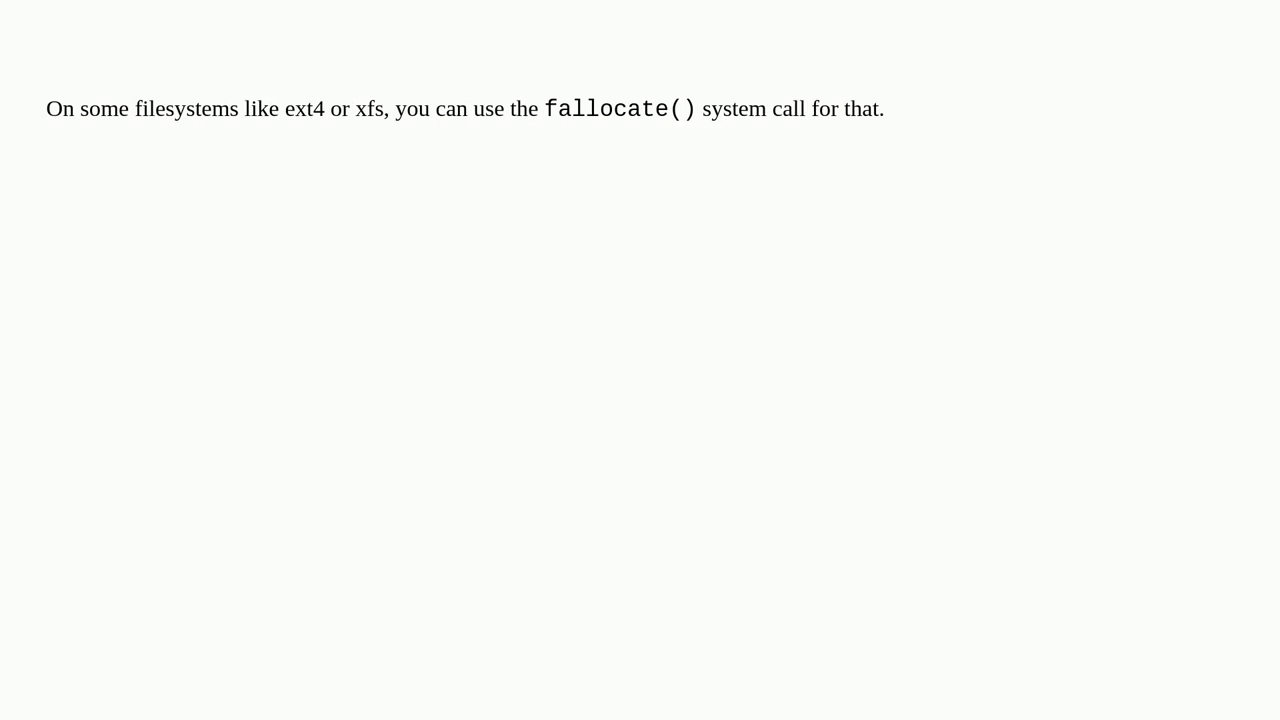 On some filesystems like ext4 or xfs, you can use the fallocate() system call for that.